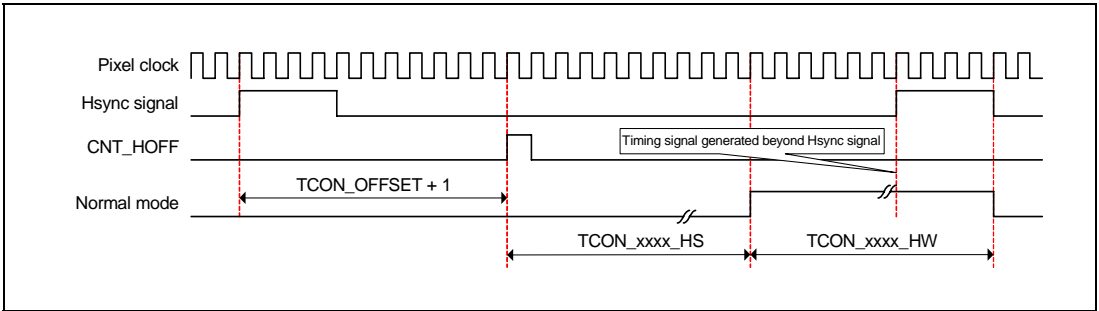 Pixel clock
Hsync signal
CNT_HOFF
Timing signal generated beyond Hsync signal
TCON_OFFSET + 1
Normal mode
TCON_xxxx_HS
TCON_xxxx_HW